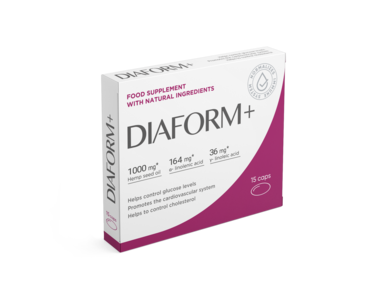 FOOD SUPPLEMENT
WITH NATURAL INGREDIENTS
DIAFORM+
1000 mg*
Hemp seed oil
164 mg*
α- linolenic acid
36 mg*
γ- linoleic acid
Helps control glucose levels
Promotes the cardiovascular system
Helps to control cholesterol
15 caps
DIAFORM+